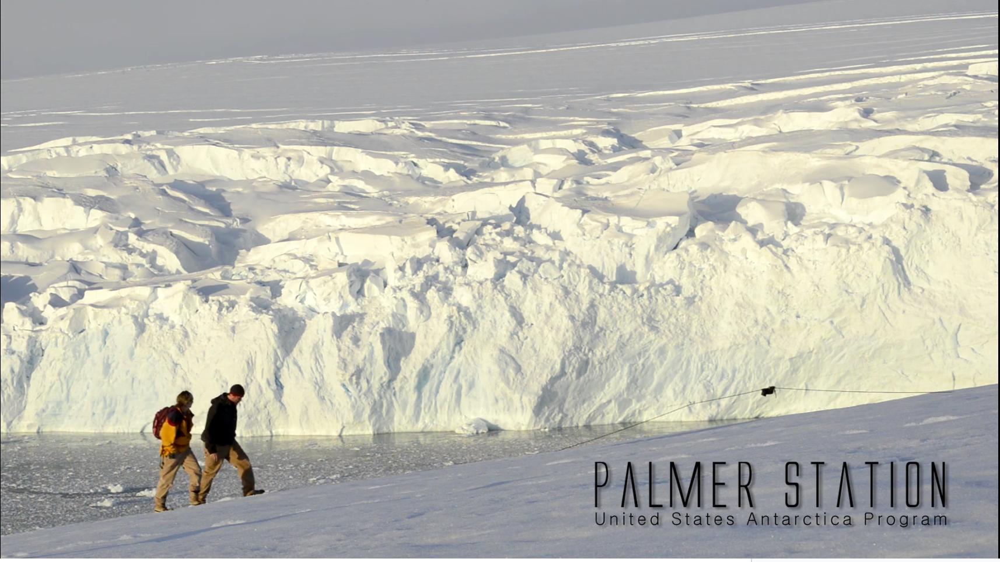 PALMER STATION
United States Antarctica Program